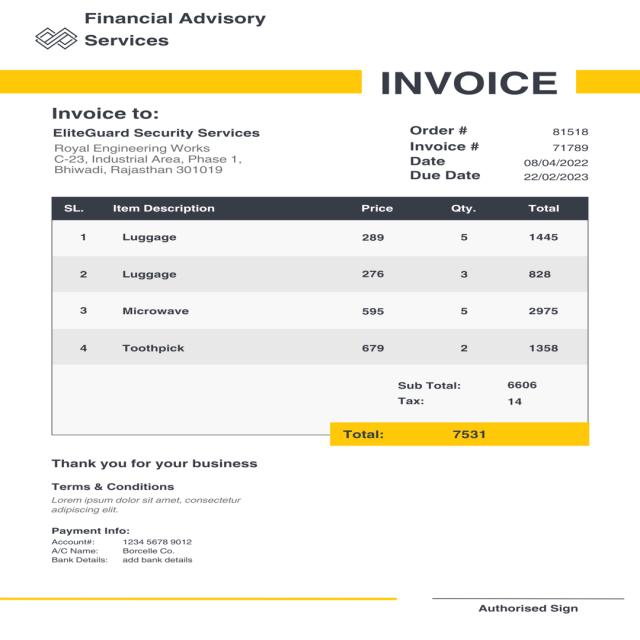 Financial Advisory
Services
INVOICE
Invoice to:
EliteGuard Security Services
Royal Engineering Works
C-23, Industrial Area, Phase 1,
Bhiwadi, Rajasthan 301019
Order # 81518
Invoice # 71789
Date 08/04/2022
Due Date 22/02/2023
SL. Item Description Price Qty. Total
1 Luggage 289 5 1445
2 Luggage 276 3 828
3 Microwave 595 5 2975
4 Toothpick 679 2 1358
Sub Total: 6606
Tax: 14
Total: 7531
Thank you for your business
Terms & Conditions
Lorem ipsum dolor sit amet, consectetur
adipiscing elit.
Payment Info:
Account#: 1234 5678 9012
A/C Name: Borcelle Co.
Bank Details: add bank details
Authorised Sign